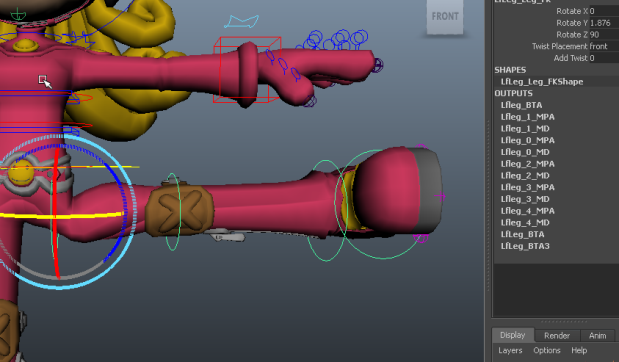 FRONT
LfLeg_Leg_FK
Rotate X 0
Rotate Y 1.876
Rotate Z 90
Twist Placement front
Add Twist 0
SHAPES
LfLeg_Leg_FKShape
OUTPUTS
Lfleg_BTA
Lfleg_1_MPA
Lfleg_1_MD
Lfleg_0_MPA
Lfleg_0_MD
Lfleg_2_MPA
Lfleg_2_MD
Lfleg_3_MPA
Lfleg_3_MD
Lfleg_4_MPA
Lfleg_4_MD
LfLeg_BTA
LfLeg_BTA3
Display Render Anim
Layers Options Help